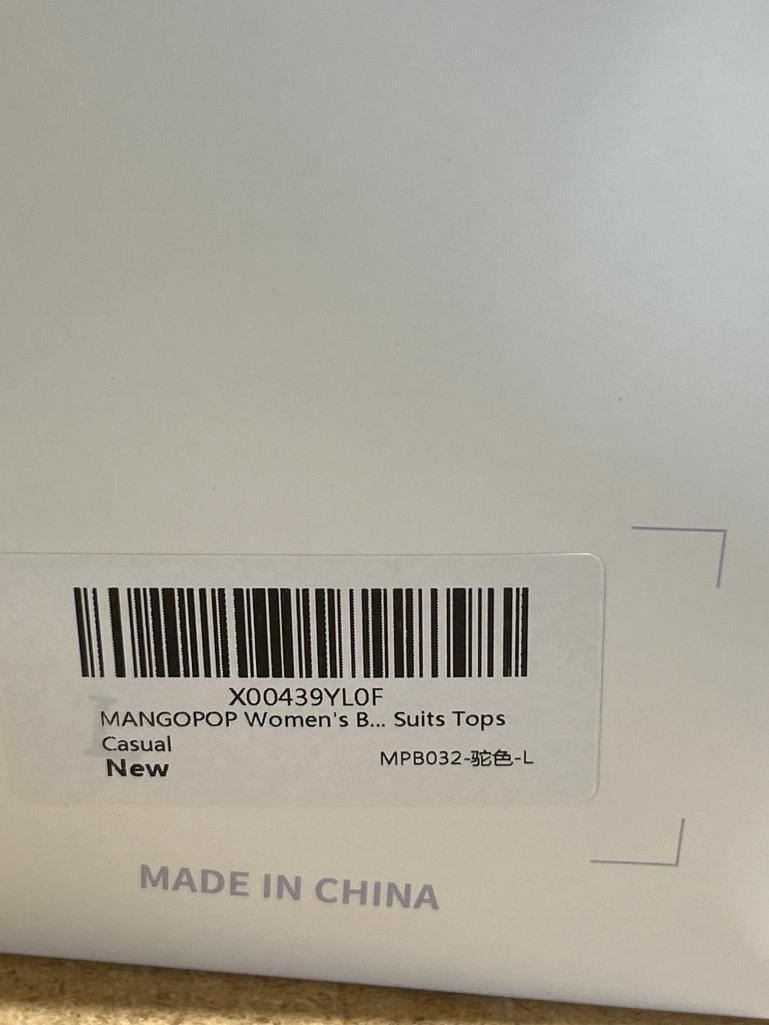 X00439YL0F
MANGOPOP Women's B... Suits Tops
Casual
New
MPB032-驼色-L
MADE IN CHINA